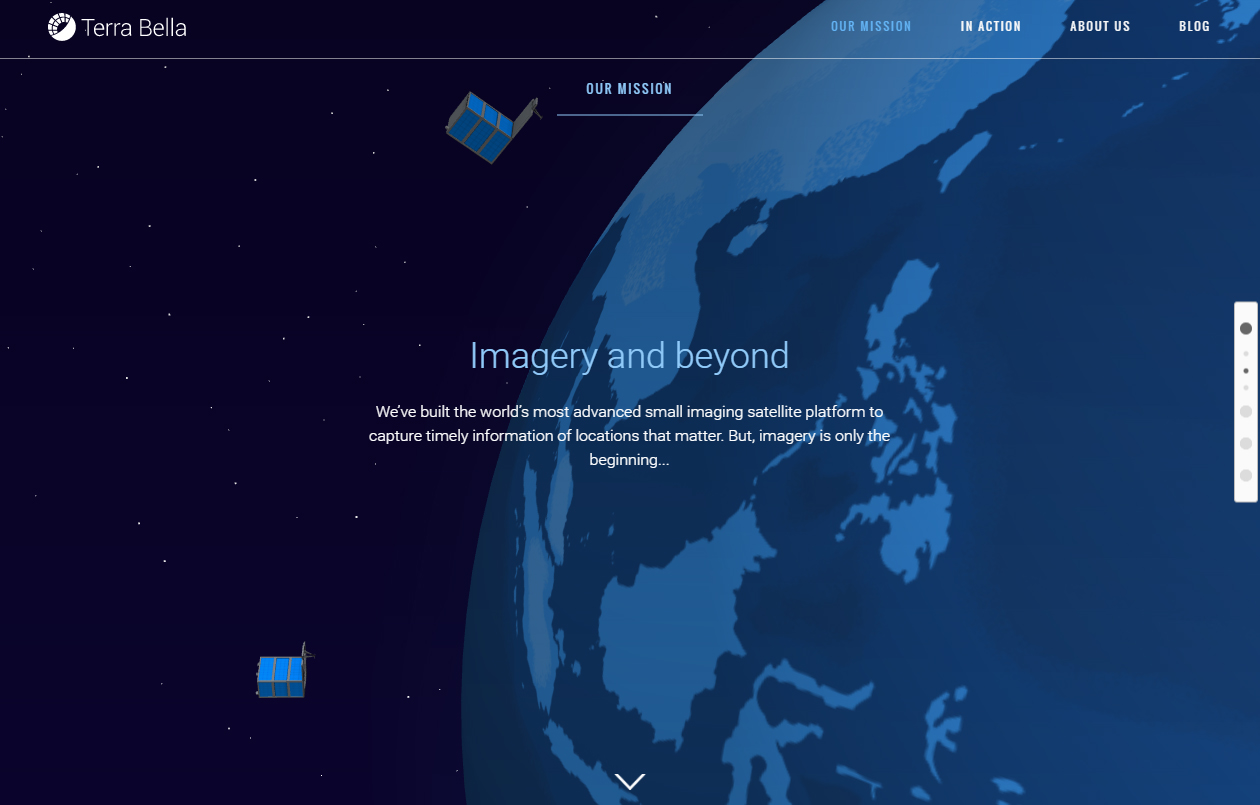 Terra Bella
OUR MISSION
IN ACTION
ABOUT US
BLOG
OUR MISSION
Imagery and beyond
We've built the world's most advanced small imaging satellite platform to
capture timely information of locations that matter. But, imagery is only the
beginning...